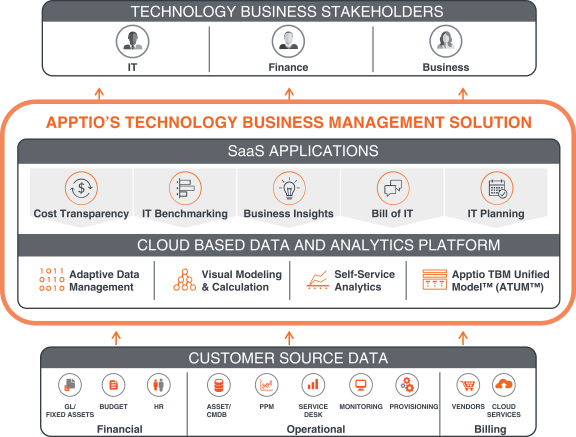 TECHNOLOGY BUSINESS STAKEHOLDERS
IT
Finance
Business
APPTIO'S TECHNOLOGY BUSINESS MANAGEMENT SOLUTION
SaaS APPLICATIONS
Cost Transparency
IT Benchmarking
Business Insights
Bill of IT
IT Planning
CLOUD BASED DATA AND ANALYTICS PLATFORM
1011
0110
0010
Adaptive Data
Management
Visual Modeling
& Calculation
Self-Service
Analytics
Apptio TBM Unified
Model™ (ATUM™)
CUSTOMER SOURCE DATA
GL/
FIXED ASSETS
BUDGET
HR
ASSET/
CMDB
PPM
SERVICE
DESK
MONITORING
PROVISIONING
VENDORS
CLOUD
SERVICES
Financial
Operational
Billing